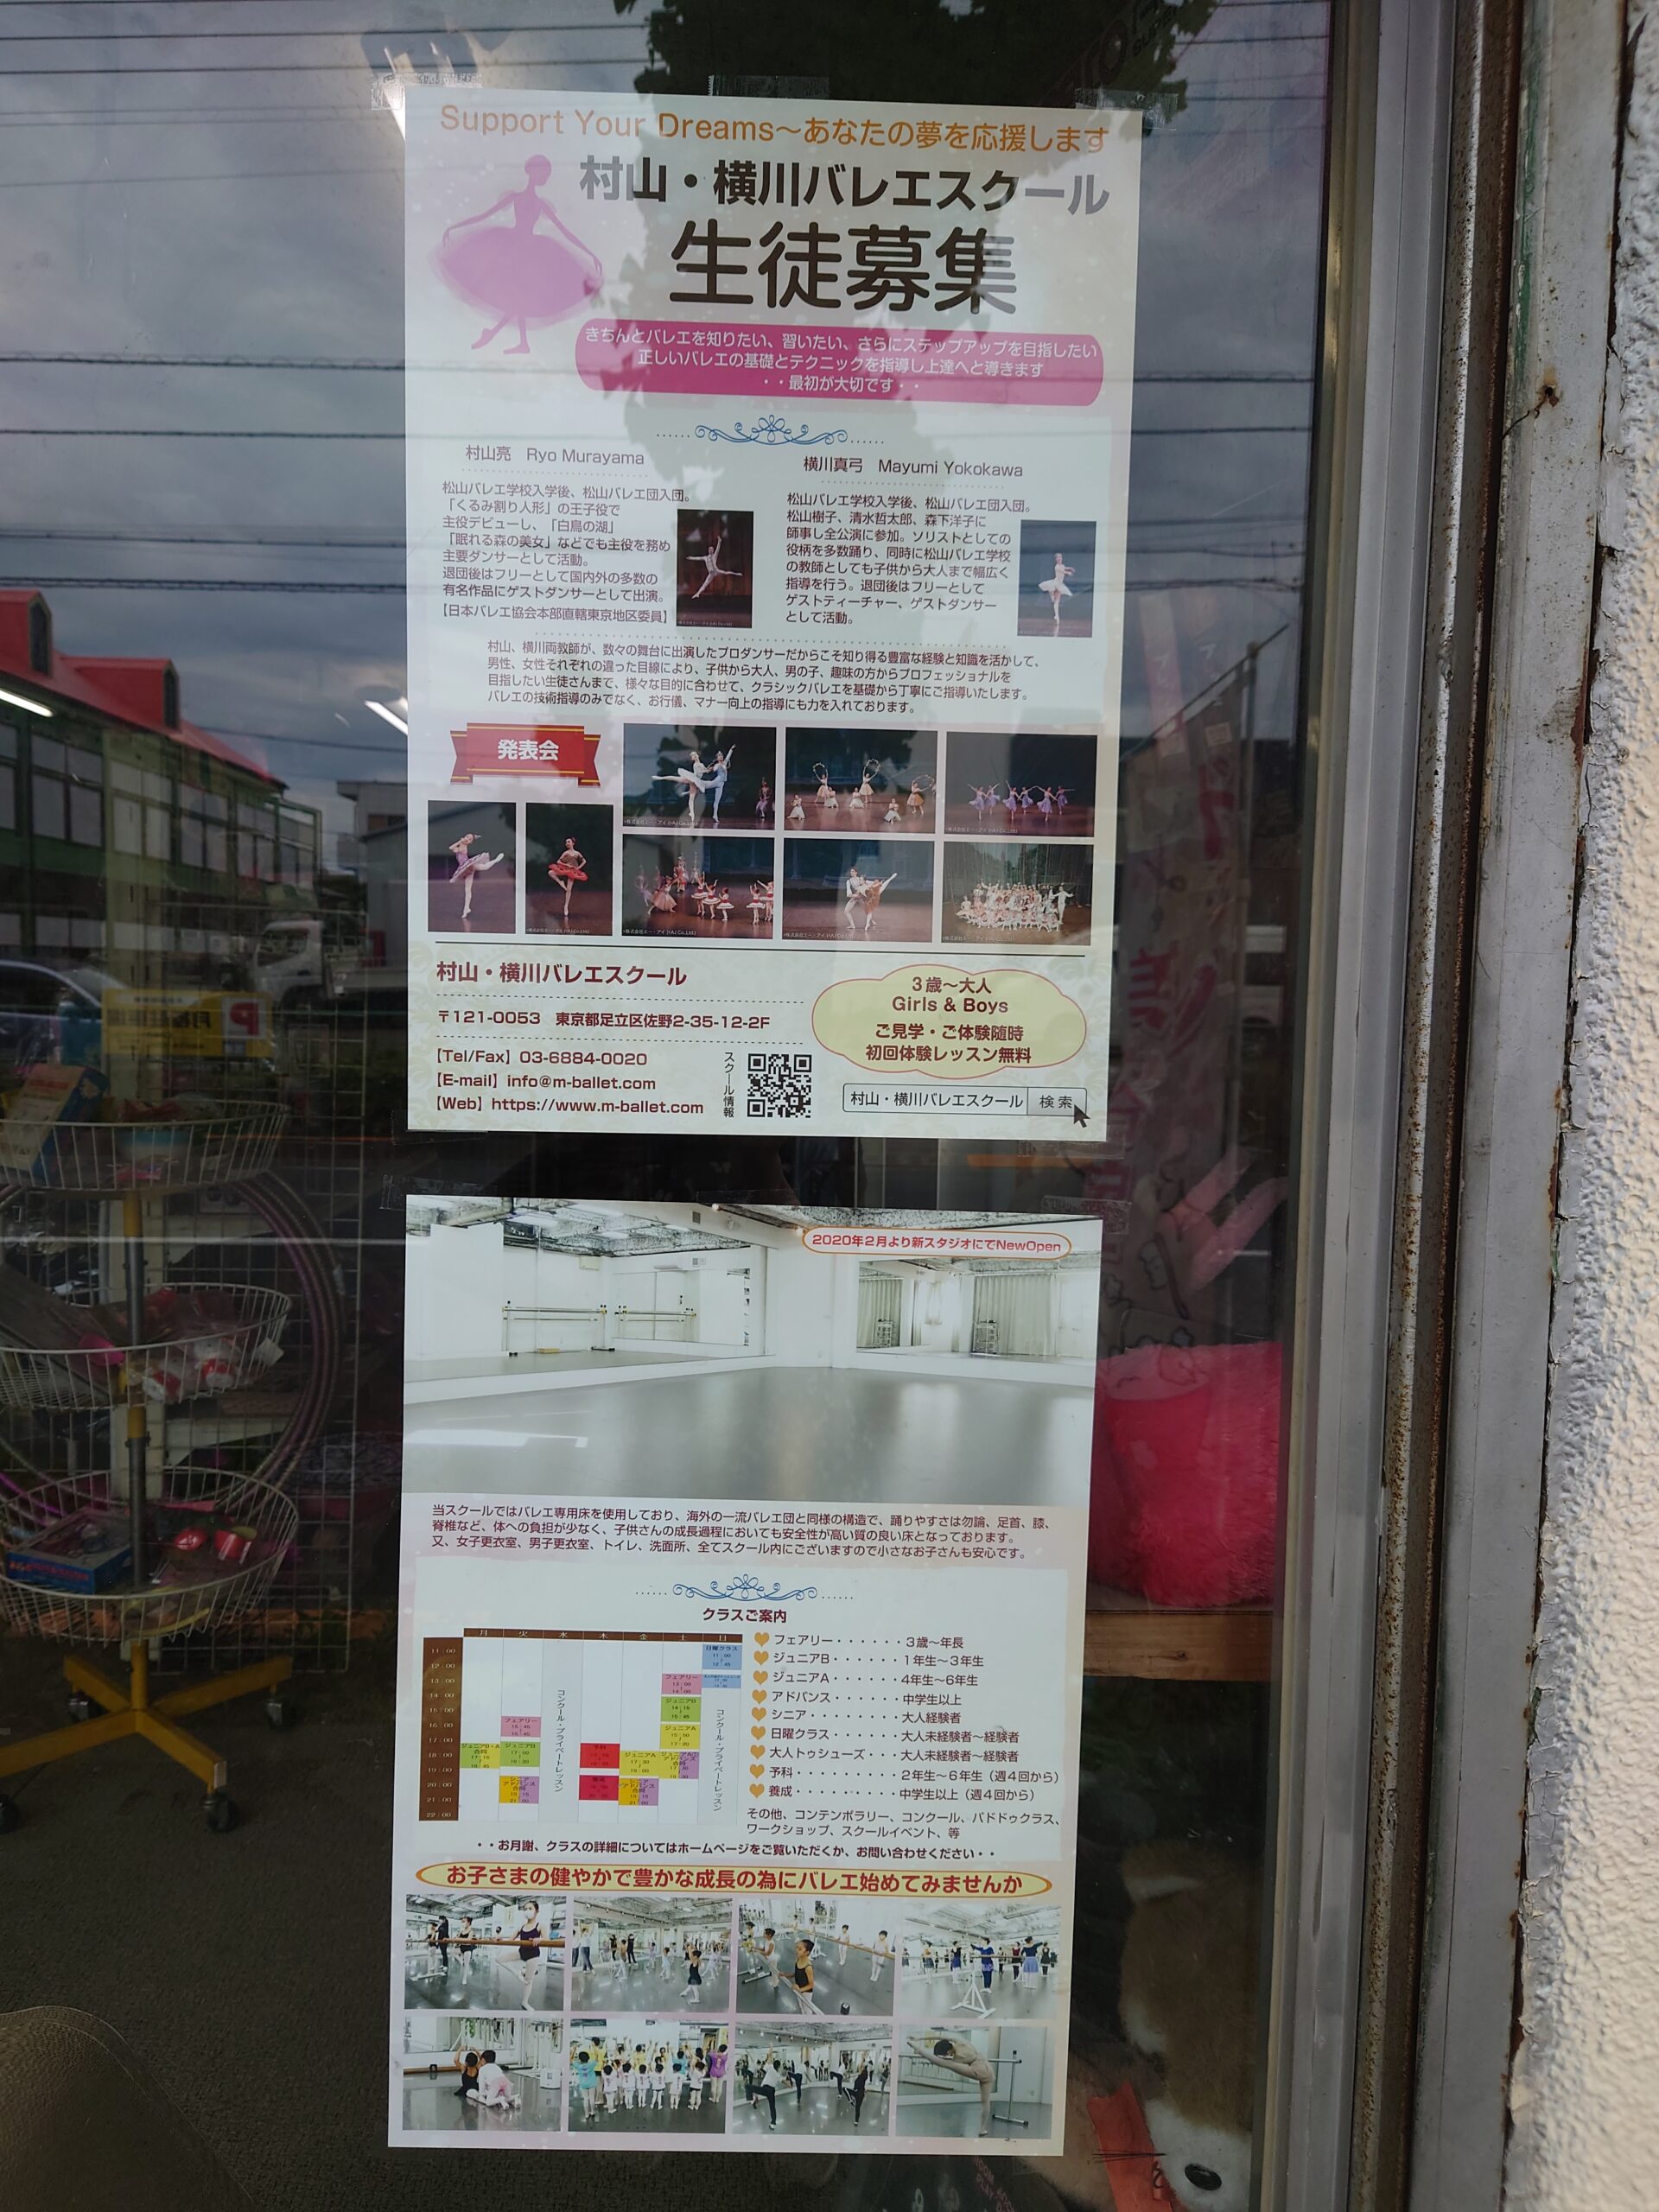 Support Your Dreams～あなたの夢を応援します
村山・横川バレエスクール
生徒募集
きちんとバレエを知りたい、習いたい、さらにステップアップを目指したい
正しいバレエの基礎とテクニックを指導し上達へと導きます
・・最初が大切です・・
村山亮 Ryo Murayama
松山バレエ学校入学後、松山バレエ団入団。
「くるみ割り人形」の王子役で
主役デビューし、「白鳥の湖」
「眠れる森の美女」などでも主役を務め
主要ダンサーとして活動。
退団後はフリーとして国内外の多数の
有名作品にゲストダンサーとして出演。
【日本バレエ協会本部直轄東京地区委員】
横川真弓 Mayumi Yokokawa
松山バレエ学校入学後、松山バレエ団入団。
松山樹子、清水哲太郎、森下洋子に
師事し全公演に参加。ソリストとしての
役柄を多数踊り、同時に松山バレエ学校
の教師としても子供から大人まで幅広く
指導を行う。退団後はフリーとして
ゲストティーチャー、ゲストダンサー
として活動。
村山、横川両教師が、数々の舞台に出演したプロダンサーだからこそ知り得る豊富な経験と知識を活かして、
男性、女性それぞれの違った目線により、子供から大人、男の子、趣味の方からプロフェッショナルを
目指したい生徒さんまで、様々な目的に合わせて、クラシックバレエを基礎から丁寧にご指導いたします。
バレエの技術指導のみでなく、お行儀、マナー向上の指導にも力を入れております。
発表会
村山・横川バレエスクール
〒121-0053 東京都足立区佐野2-35-12-2F
【Tel/Fax】03-6884-0020
【E-mail】info@m-ballet.com
【Web】https://www.m-ballet.com
スクール情報
3歳～大人
Girls & Boys
ご見学・ご体験随時
初回体験レッスン無料
村山・横川バレエスクール 検索
2020年2月より新スタジオにてNewOpen
当スクールではバレエ専用床を使用しており、海外の一流バレエ団と同様の構造で、踊りやすさは勿論、足首、膝、
脊椎など、体への負担が少なく、子供さんの成長過程においても安全性が高い質の良い床となっております。
又、女子更衣室、男子更衣室、トイレ、洗面所、全てスクール内にございますので小さなお子さんも安心です。
クラスご案内
月 火 水 木 金 土 日
11:00
12:00
13:00
14:00
15:00
16:00
17:00
18:00
19:00
20:00
21:00
22:00
日曜クラス
フェアリー
ジュニアB
ジュニアA
コンクール・プライベートレッスン
コンクール・プライベートレッスン
フェアリー・・・・・・3歳～年長
ジュニアB・・・・・・1年生～3年生
ジュニアA・・・・・・4年生～6年生
アドバンス・・・・・・中学生以上
シニア・・・・・・・・大人経験者
日曜クラス・・・・・・大人未経験者～経験者
大人トゥシューズ・・・大人未経験者～経験者
予科・・・・・・・・・2年生～6年生（週4回から）
養成・・・・・・・・・中学生以上（週4回から）
その他、コンテンポラリー、コンクール、パドドゥクラス、
ワークショップ、スクールイベント、等
・・お月謝、クラスの詳細についてはホームページをご覧いただくか、お問い合わせください・・
お子さまの健やかで豊かな成長の為にバレエ始めてみませんか